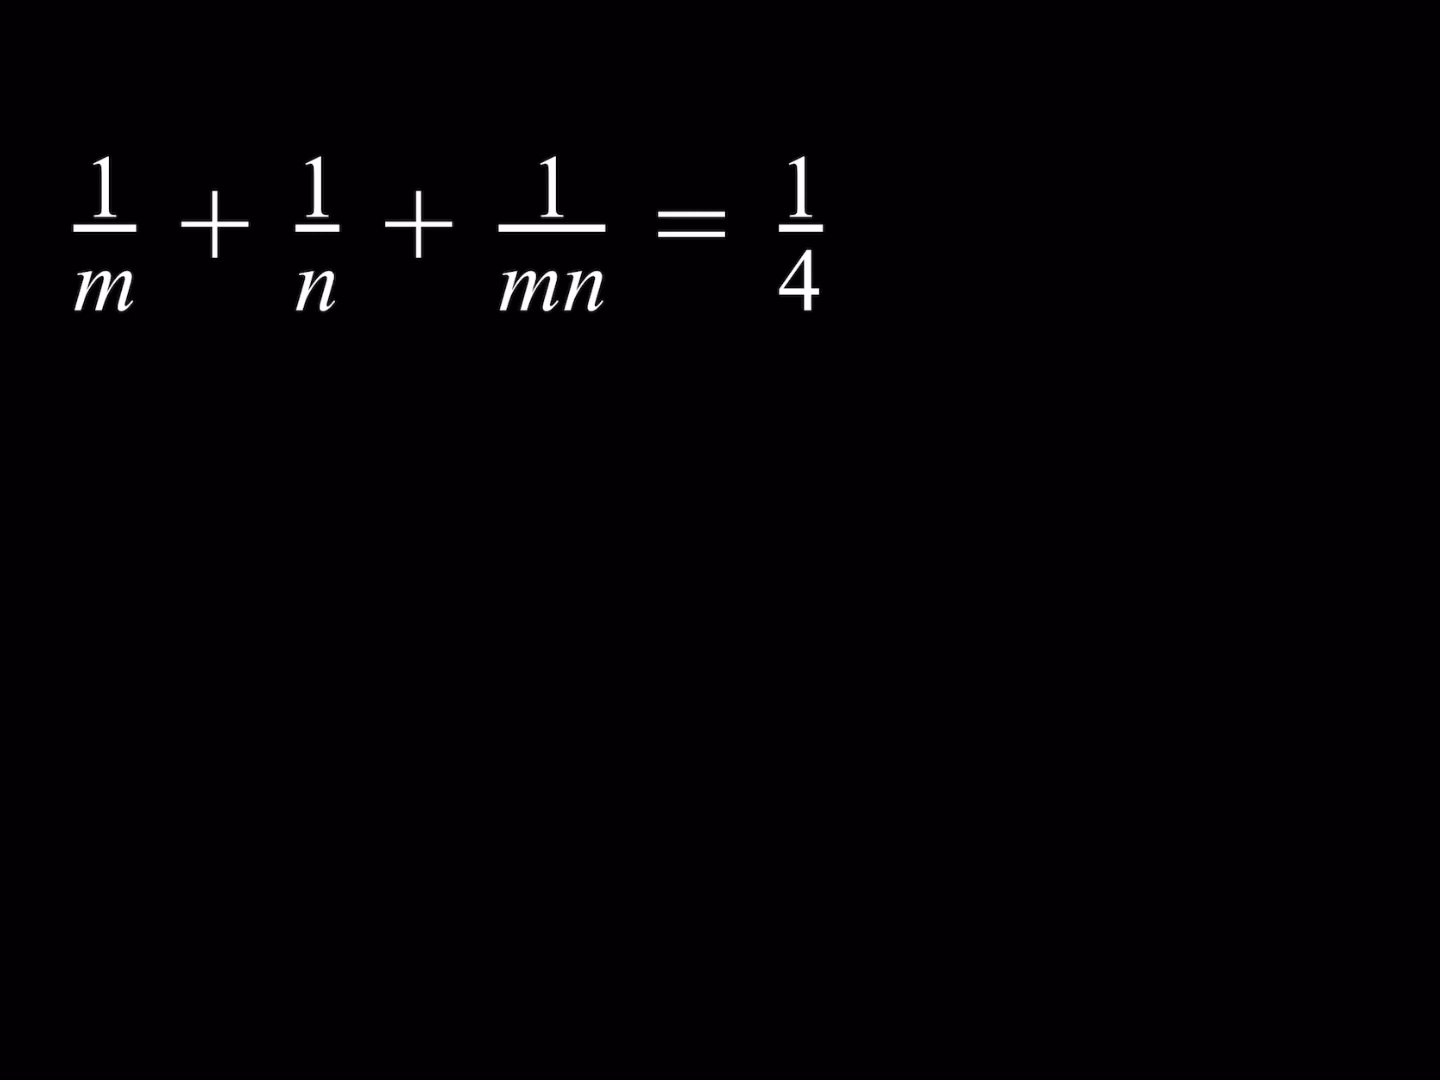 1/m + 1/n + 1/mn = 1/4